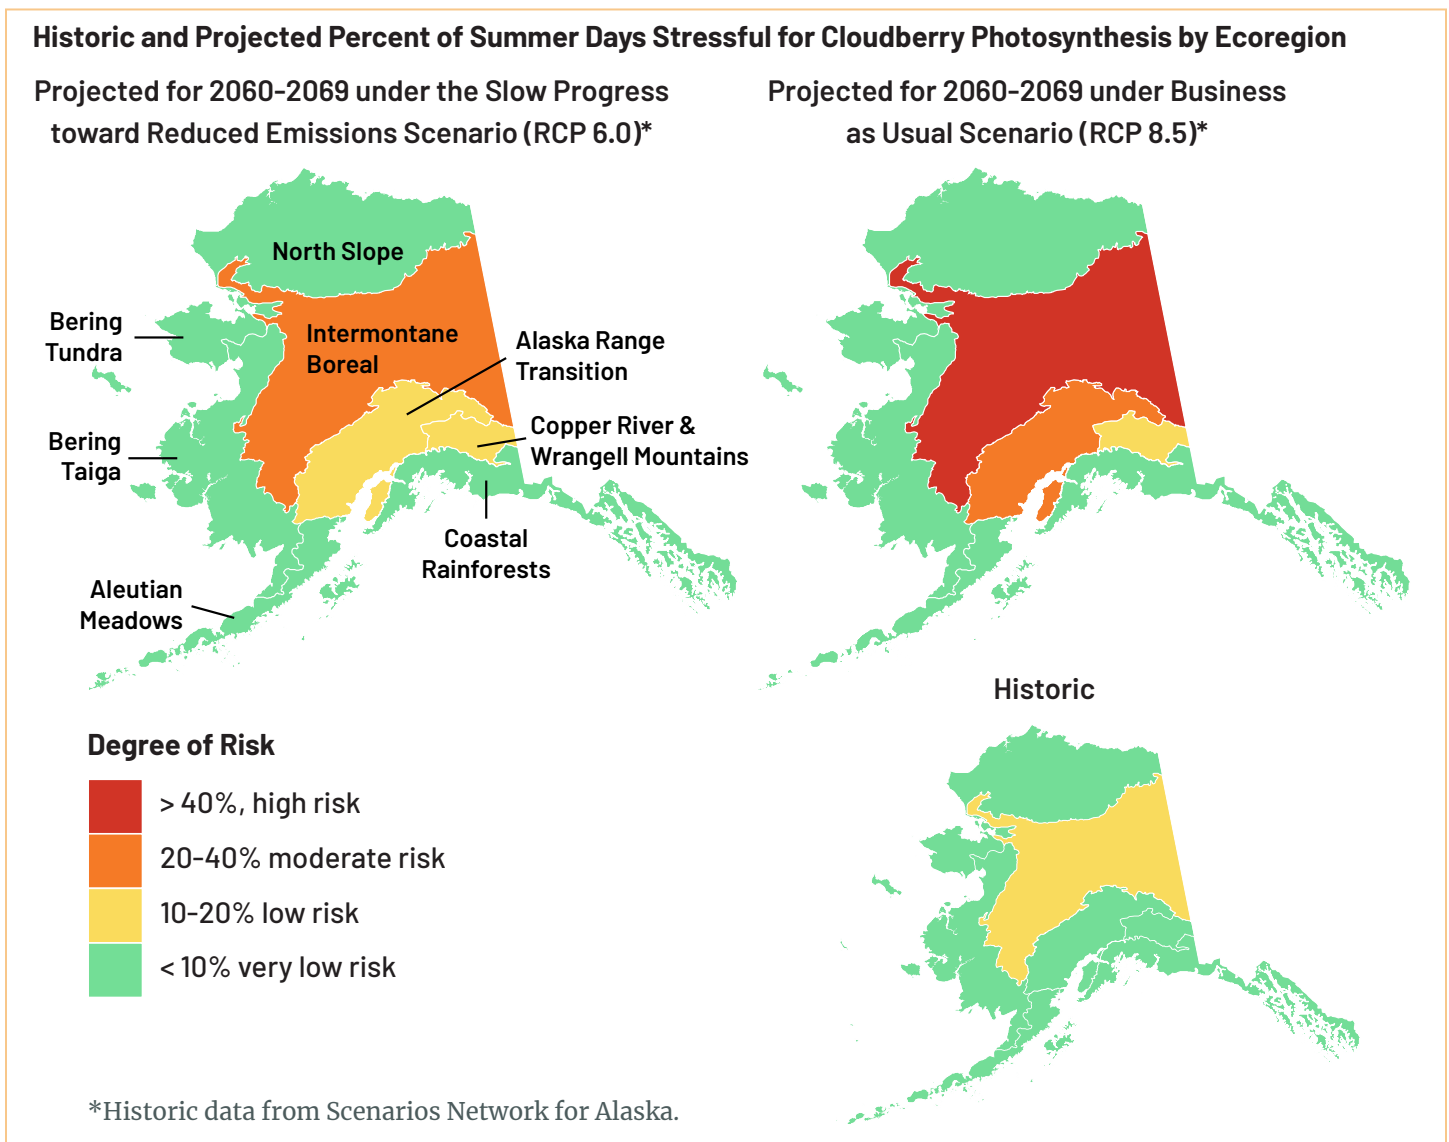 Historic and Projected Percent of Summer Days Stressful for Cloudberry Photosynthesis by Ecoregion
Projected for 2060-2069 under the Slow Progress
toward Reduced Emissions Scenario (RCP 6.0)*
Projected for 2060-2069 under Business
as Usual Scenario (RCP 8.5)*
North Slope
Bering
Tundra
Intermontane
Boreal
Alaska Range
Transition
Copper River &
Wrangell Mountains
Bering
Taiga
Coastal
Rainforests
Aleutian
Meadows
Historic
Degree of Risk
> 40%, high risk
20-40% moderate risk
10-20% low risk
< 10% very low risk
*Historic data from Scenarios Network for Alaska.